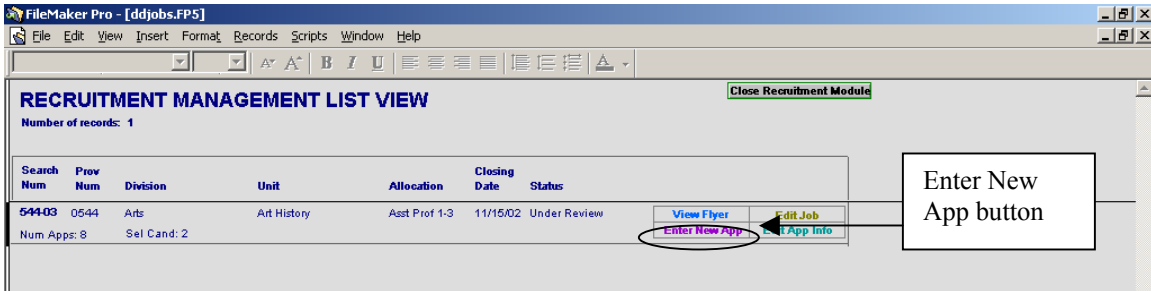 FileMaker Pro - [ddjobs.FP5]
File Edit View Insert Format Records Scripts Window Help
B I U A
RECRUITMENT MANAGEMENT LIST VIEW
Close Recruitment Module
Number of records: 1
Search Num Prov Num Division Unit Allocation Closing Date Status
544-03 0544 Arts Art History Asst Prof 1-3 11/15/02 Under Review View Flyer Edit Job
Num Apps: 8 Sel Cand: 2 Enter New App App Info
Enter New
App button